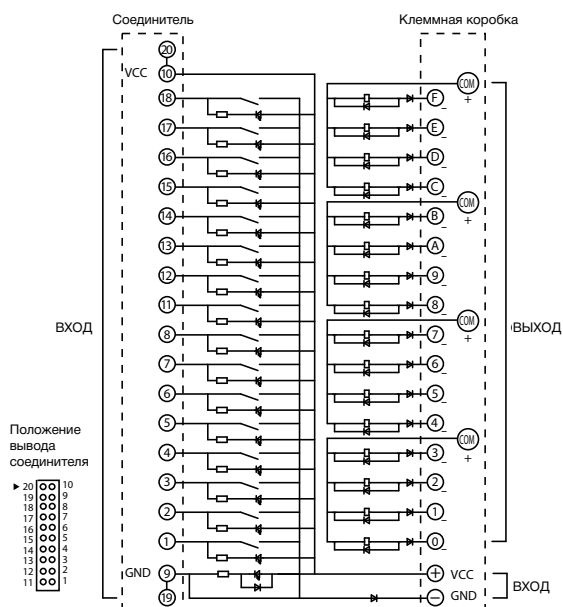 Соединитель
Клеммная коробка
20
VCC 10
18
17
16
15
14
13
12
11
8
7
6
5
4
3
2
1
GND 9
19
ВХОД
COM
+
F _
E _
D _
C _
COM
+
B _
A _
9 _
8 _
COM
+
7 _
6 _
5 _
4 _
COM
+
3 _
2 _
1 _
0 _
+ VCC
− GND
ВЫХОД
ВХОД
Положение
вывода
соединителя
▶ 20 10
19 9
18 8
17 7
16 6
15 5
14 4
13 3
12 2
11 1